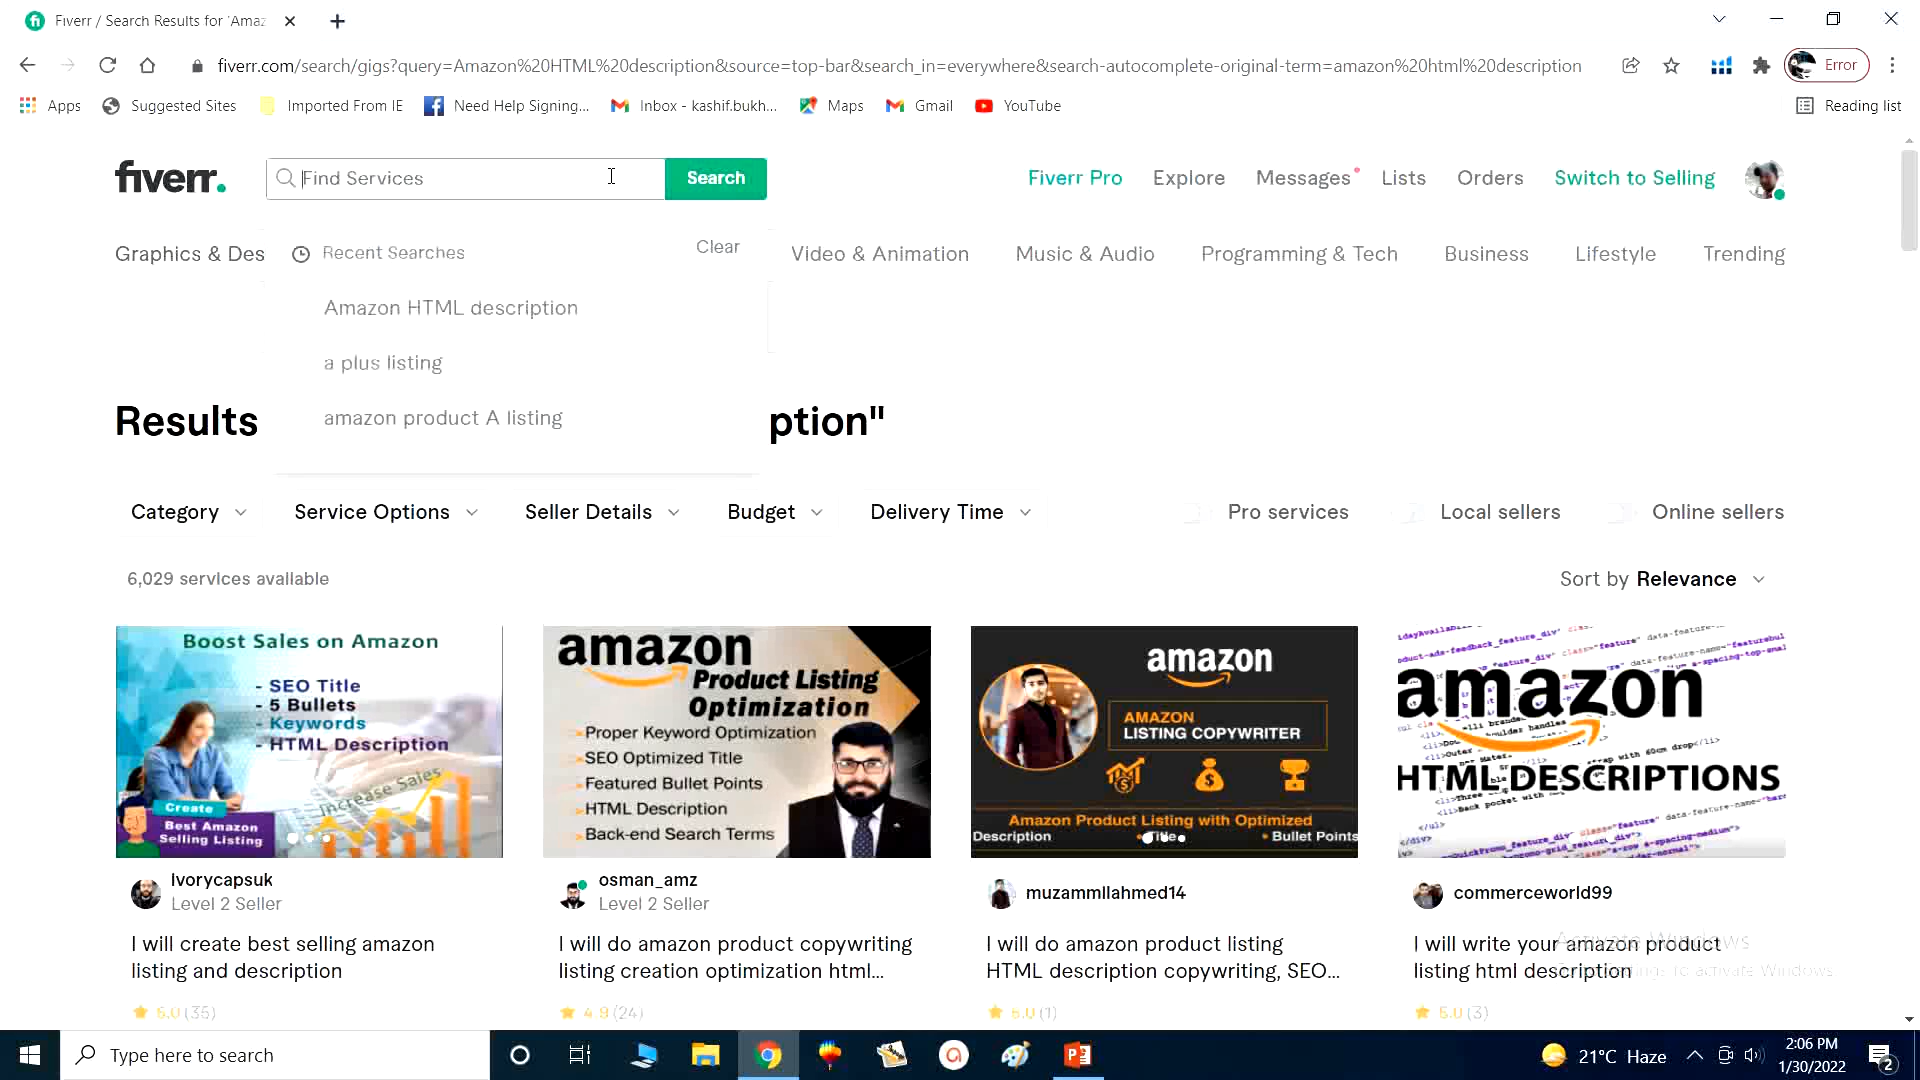 Fiverr / Search Results for 'Amaz
fiverr.com/search/gigs?query=Amazon%20HTML%20description&source=top-bar&search_in=everywhere&search-autocomplete-original-term=amazon%20html%20description
Error
Apps
Suggested Sites
Imported From IE
Need Help Signing...
Inbox - kashif.bukh...
Maps
Gmail
YouTube
Reading list
fiverr.
Find Services
Search
Fiverr Pro
Explore
Messages
Lists
Orders
Switch to Selling
Graphics & Des
Recent Searches
Clear
Video & Animation
Music & Audio
Programming & Tech
Business
Lifestyle
Trending
Amazon HTML description
a plus listing
amazon product A listing
Results
ption"
Category
Service Options
Seller Details
Budget
Delivery Time
Pro services
Local sellers
Online sellers
6,029 services available
Sort by Relevance
Boost Sales on Amazon
- SEO Title
- 5 Bullets
- Keywords
- HTML Description
Increase Sales
Create
Best Amazon
Selling Listing
amazon
Product Listing
Optimization
Proper Keyword Optimization
SEO Optimized Title
Featured Bullet Points
HTML Description
Back-end Search Terms
amazon
AMAZON
LISTING COPYWRITER
Amazon Product Listing with Optimized
Description
• Title
• Bullet Points
amazon
HTML DESCRIPTIONS
ivorycapsuk
Level 2 Seller
osman_amz
Level 2 Seller
muzammilahmed14
commerceworld99
I will create best selling amazon
listing and description
I will do amazon product copywriting
listing creation optimization html...
I will do amazon product listing
HTML description copywriting, SEO...
I will write your amazon product
listing html description
5.0 (35)
4.9 (24)
5.0 (1)
5.0 (3)
Activate Windows
Go to Settings to activate Windows
Type here to search
21°C Haze
2:06 PM
1/30/2022
2